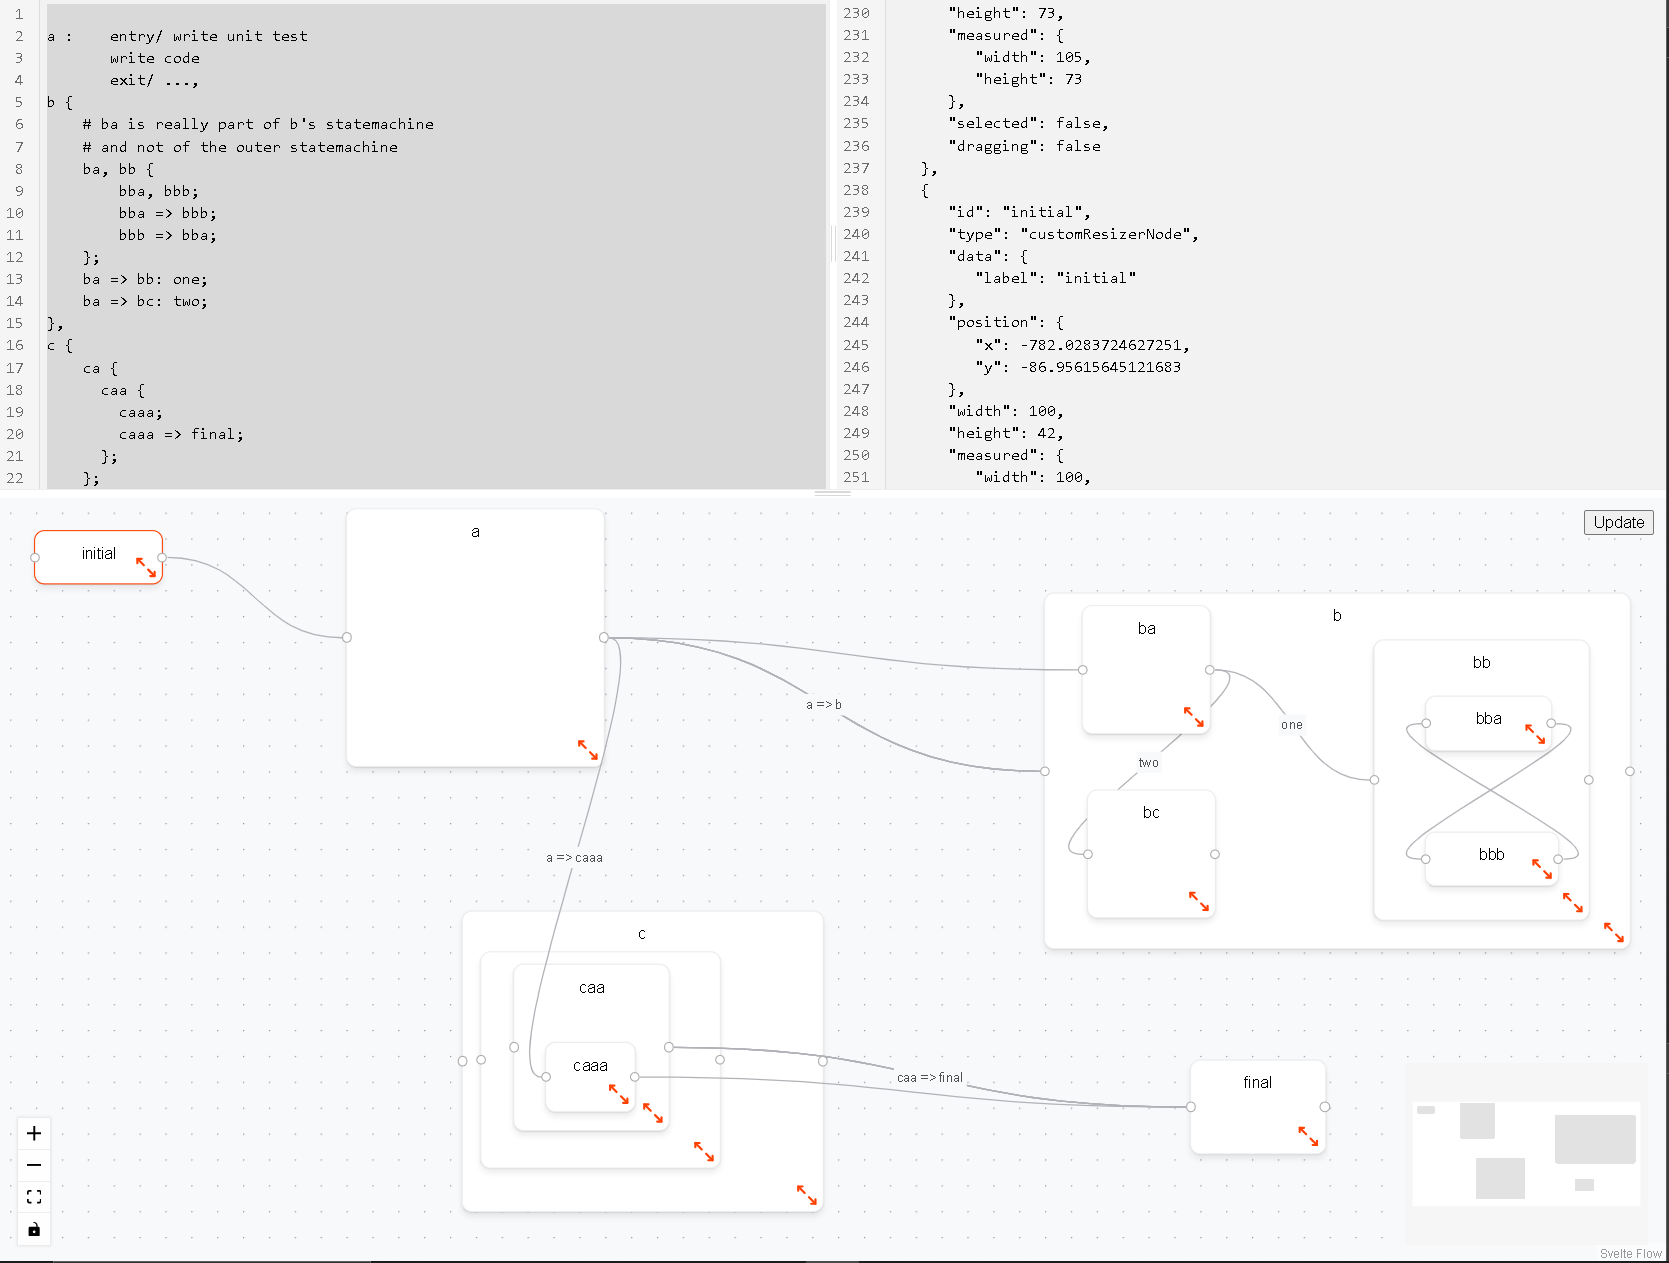 1
2 a :    entry/ write unit test
3        write code
4        exit/ ...,
5 b {
6     # ba is really part of b's statemachine
7     # and not of the outer statemachine
8     ba, bb {
9         bba, bbb;
10         bba => bbb;
11         bbb => bba;
12     };
13     ba => bb: one;
14     ba => bc: two;
15 },
16 c {
17     ca {
18       caa {
19         caaa;
20         caaa => final;
21       };
22     };
230       "height": 73,
231       "measured": {
232          "width": 105,
233          "height": 73
234       },
235       "selected": false,
236       "dragging": false
237    },
238    {
239       "id": "initial",
240       "type": "customResizerNode",
241       "data": {
242          "label": "initial"
243       },
244       "position": {
245          "x": -782.0283724627251,
246          "y": -86.95615645121683
247       },
248       "width": 100,
249       "height": 42,
250       "measured": {
251          "width": 100,
Update
initial
a
b
ba
bb
a => b
bba
one
two
bc
bbb
a => caaa
c
caa
caaa
caa => final
final
Svelte Flow